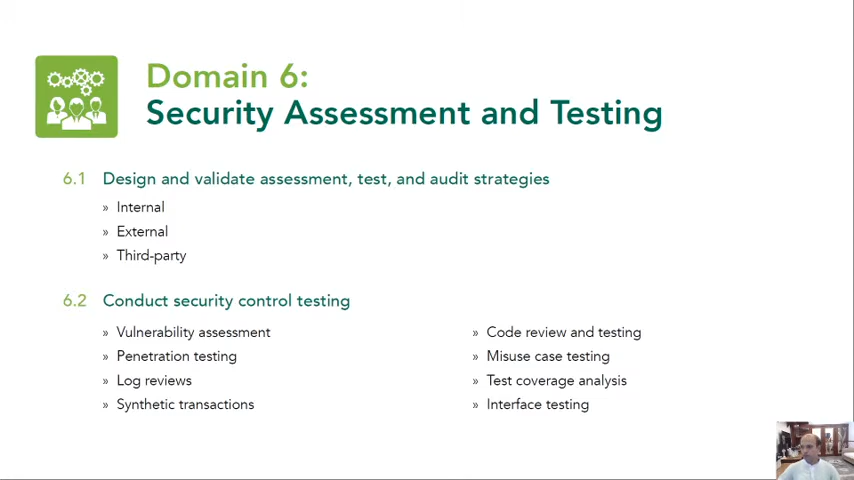 Domain 6:
Security Assessment and Testing
6.1 Design and validate assessment, test, and audit strategies
» Internal
» External
» Third-party
6.2 Conduct security control testing
» Vulnerability assessment
» Penetration testing
» Log reviews
» Synthetic transactions
» Code review and testing
» Misuse case testing
» Test coverage analysis
» Interface testing